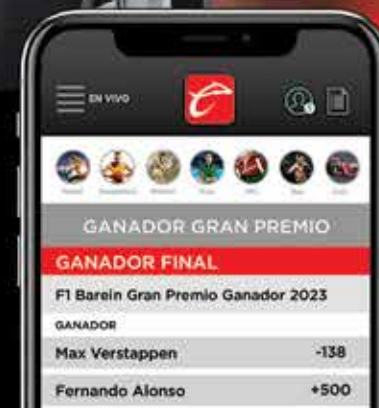 EN VIVO
GANADOR GRAN PREMIO
GANADOR FINAL
F1 Barein Gran Premio Ganador 2023
GANADOR
Max Verstappen -138
Fernando Alonso +500